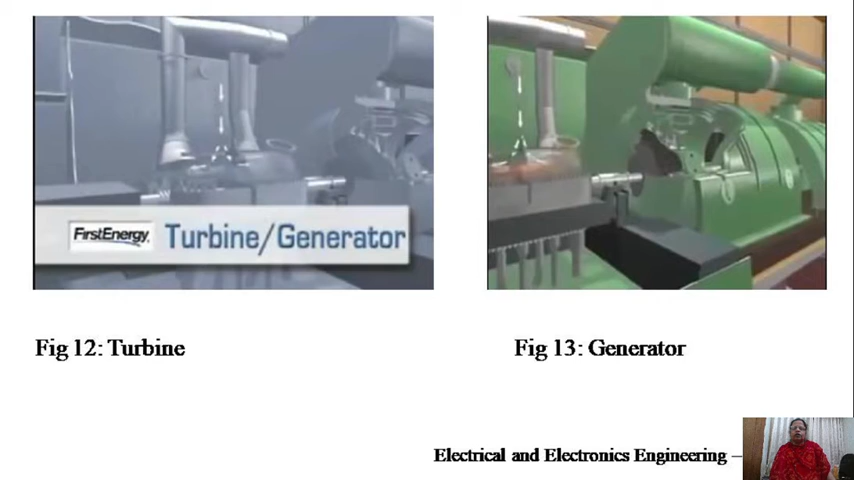 FirstEnergy Turbine/Generator
Fig 12: Turbine
Fig 13: Generator
Electrical and Electronics Engineering –